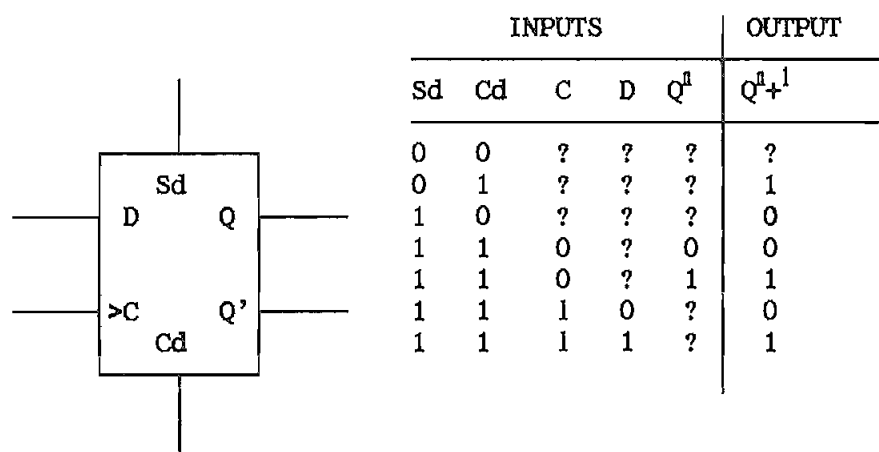 Sd
D Q
>C Q'
Cd
INPUTS OUTPUT
Sd Cd C D Qⁿ Qⁿ+¹
0 0 ? ? ? ?
0 1 ? ? ? 1
1 0 ? ? ? 0
1 1 0 ? 0 0
1 1 0 ? 1 1
1 1 1 0 ? 0
1 1 1 1 ? 1